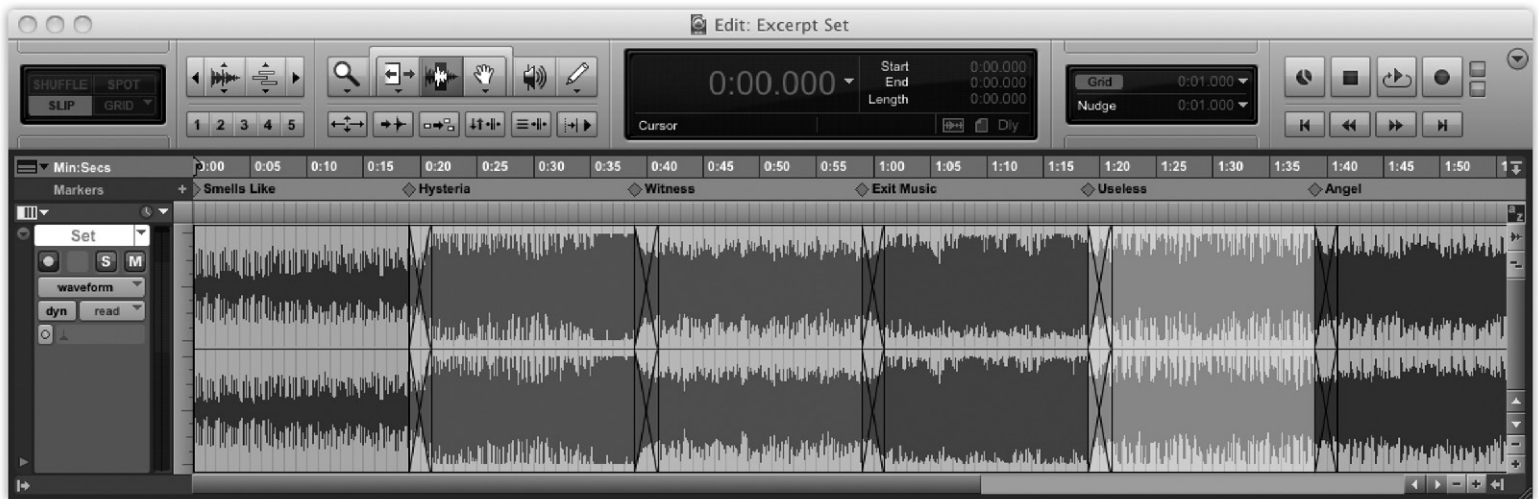 Edit: Excerpt Set
SHUFFLE SPOT
SLIP GRID
1 2 3 4 5
0:00.000
Start 0:00.000
End 0:00.000
Length 0:00.000
Cursor
Dly
Grid 0:01.000
Nudge 0:01.000
Min:Secs
0:00 0:05 0:10 0:15 0:20 0:25 0:30 0:35 0:40 0:45 0:50 0:55 1:00 1:05 1:10 1:15 1:20 1:25 1:30 1:35 1:40 1:45 1:50
Markers + Smells Like Hysteria Witness Exit Music Useless Angel
a z
Set
S M
waveform
dyn read